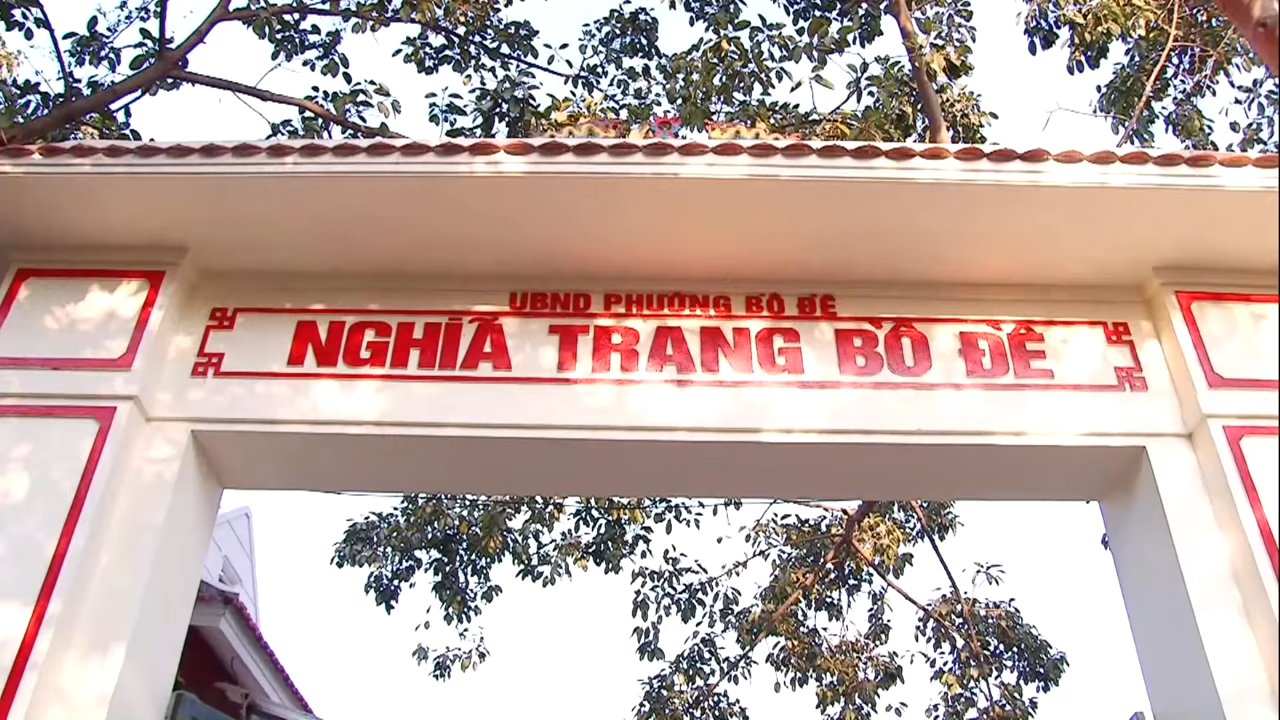 UBND PHƯỜNG BỒ ĐỀ
NGHĨA TRANG BỒ ĐỀ